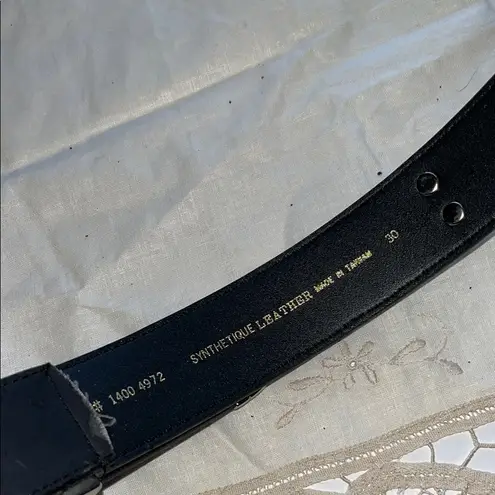 # 1400 4972 SYNTHETIQUE LEATHER MADE IN TAIWAN 30